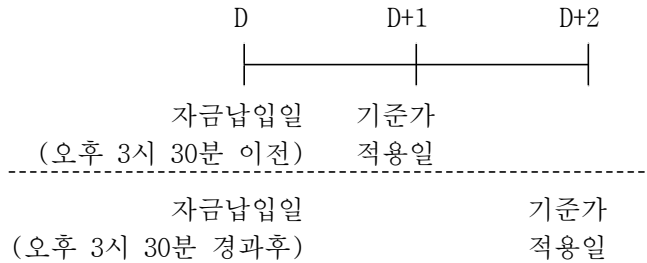 D D+1 D+2
자금납입일 기준가
(오후 3시 30분 이전) 적용일
자금납입일 기준가
(오후 3시 30분 경과후) 적용일